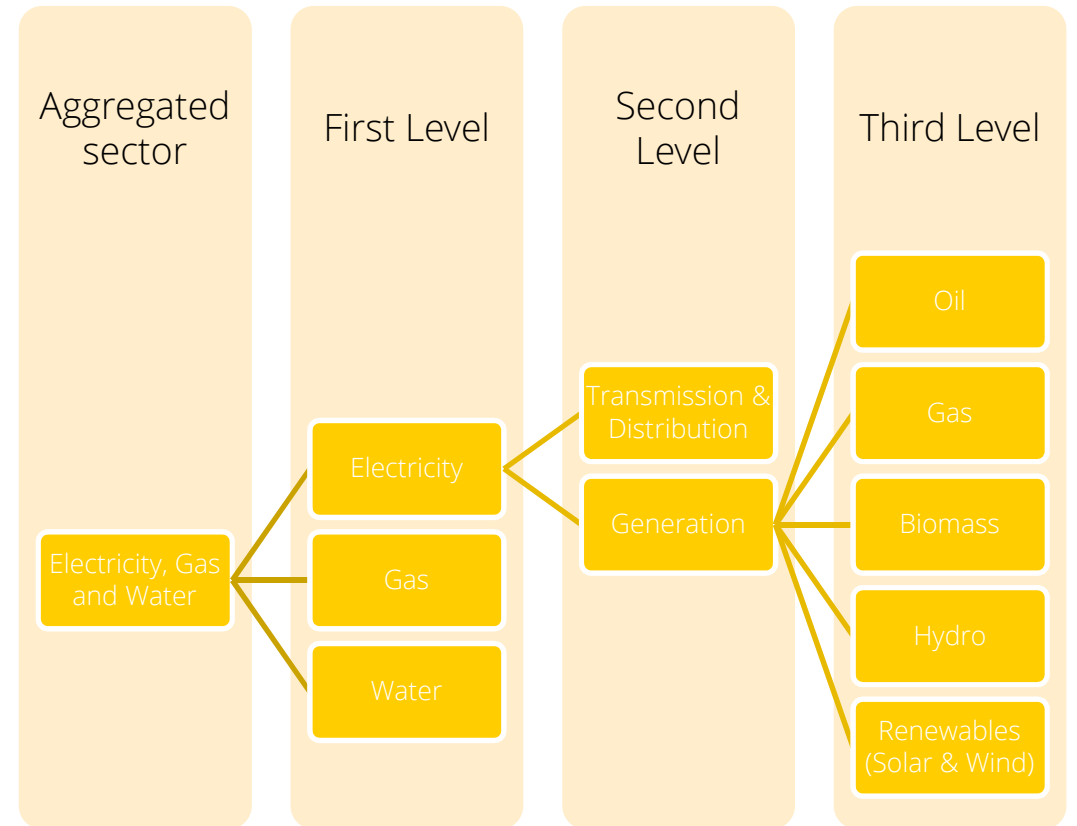 Aggregated
sector
First Level
Second
Level
Third Level
Electricity, Gas
and Water
Electricity
Gas
Water
Transmission &
Distribution
Generation
Oil
Gas
Biomass
Hydro
Renewables
(Solar & Wind)